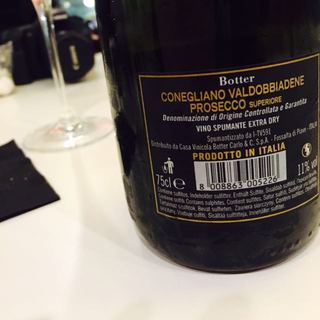 Botter
CONEGLIANO VALDOBBIADENE
PROSECCO SUPERIORE
Denominazione di Origine Controllata e Garantita
VINO SPUMANTE EXTRA DRY
Spumantizzato da I-TV591
Distribuito da Casa Vinicola Botter Carlo & C. S.p.A. - Fossalta di Piave - ITALIA
PRODOTTO IN ITALIA
75cl e
8 008863 005226
11% vol